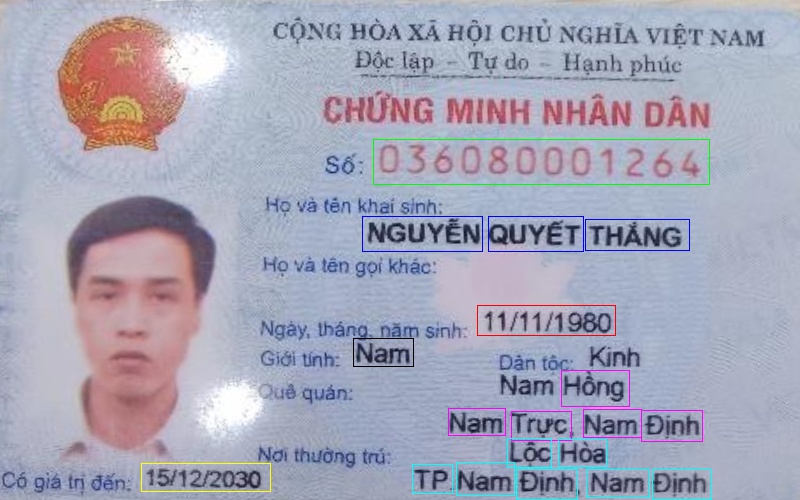 CỘNG HÒA XÃ HỘI CHỦ NGHĨA VIỆT NAM
Độc lập - Tự do - Hạnh phúc
CHỨNG MINH NHÂN DÂN
Số: 036080001264
Họ và tên khai sinh:
NGUYỄN QUYẾT THẮNG
Họ và tên gọi khác:
Ngày, tháng, năm sinh: 11/11/1980
Giới tính: Nam Dân tộc: Kinh
Quê quán: Nam Hồng
Nam Trực, Nam Định
Nơi thường trú: Lộc Hòa
Có giá trị đến: 15/12/2030 TP. Nam Định, Nam Định